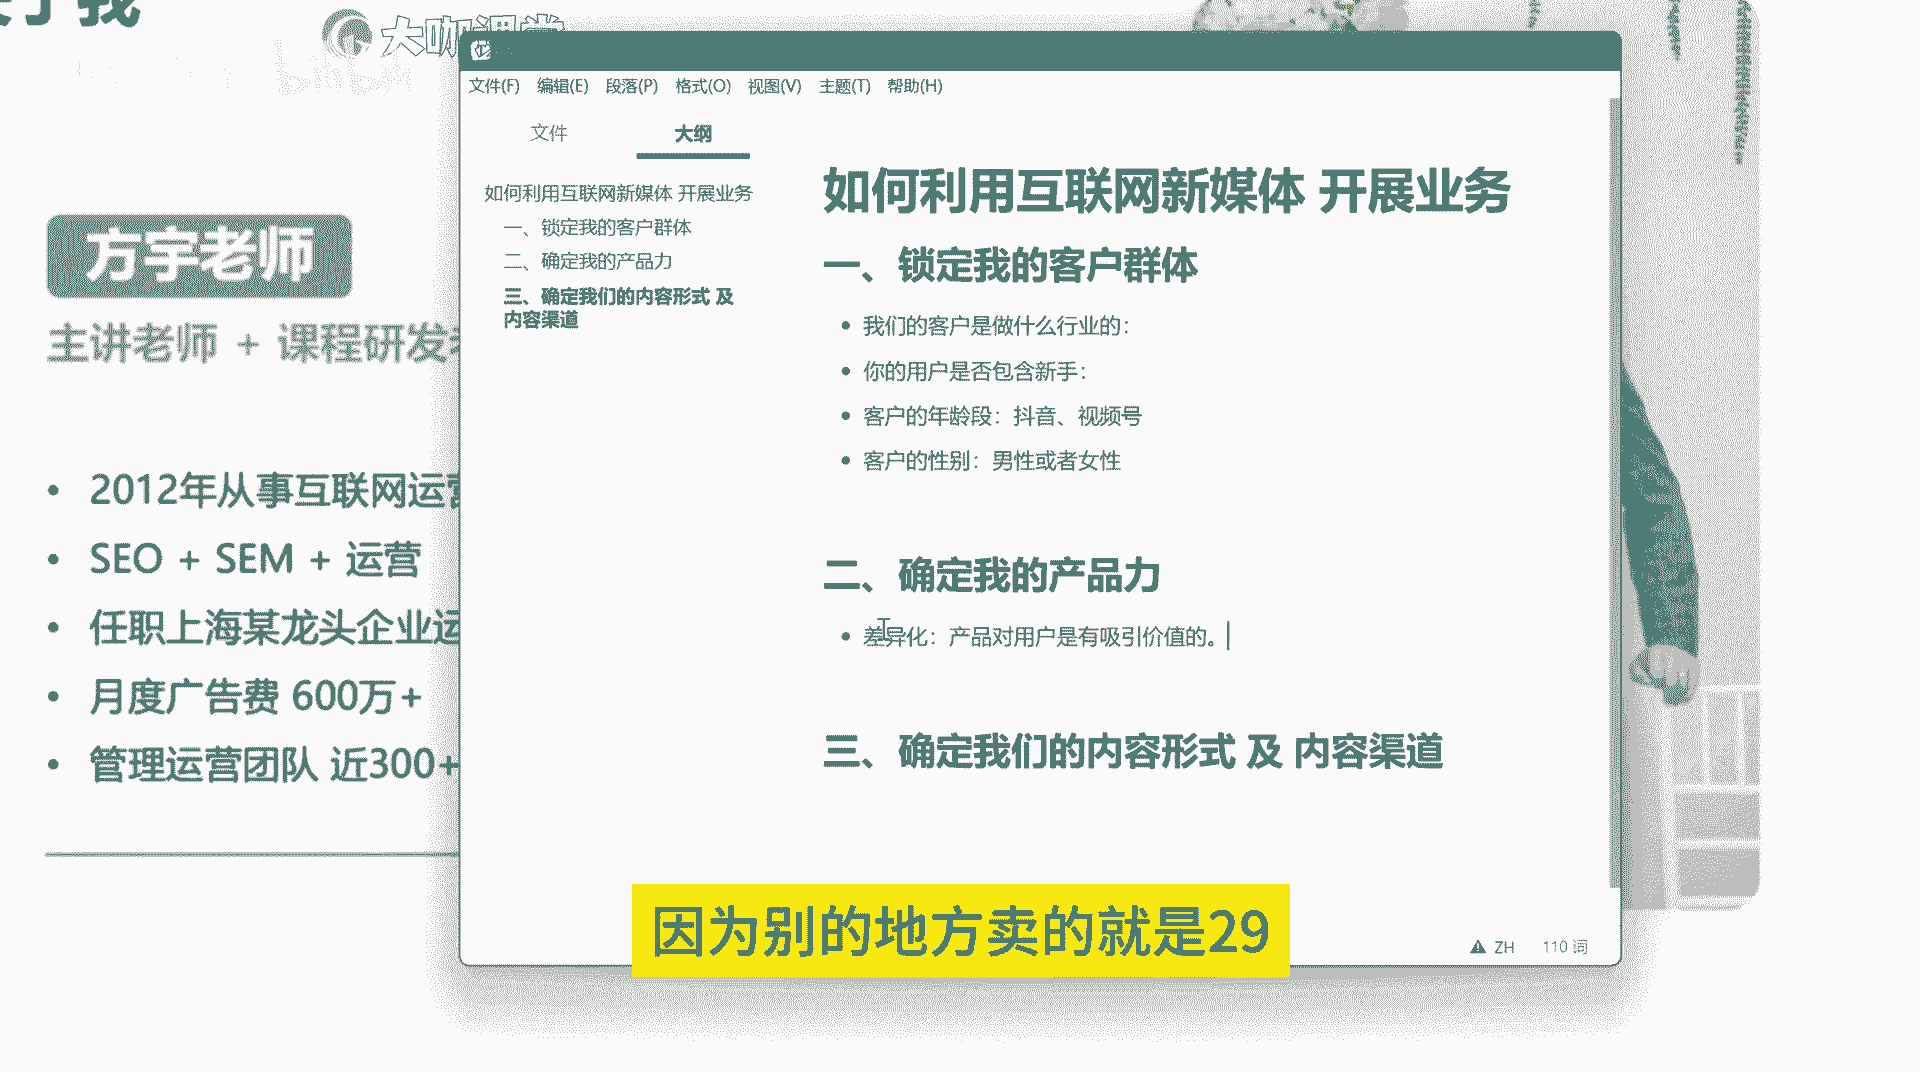 大咖课堂
bilibili
方宇老师
主讲老师 + 课程研发
2012年从事互联网运营
SEO + SEM + 运营
任职上海某龙头企业运
月度广告费 600万+
管理运营团队 近300+
文件(F) 编辑(E) 段落(P) 格式(O) 视图(V) 主题(T) 帮助(H)
文件 大纲
如何利用互联网新媒体 开展业务
一、锁定我的客户群体
二、确定我的产品力
三、确定我们的内容形式 及
内容渠道
如何利用互联网新媒体 开展业务
一、锁定我的客户群体
我们的客户是做什么行业的：
你的用户是否包含新手：
客户的年龄段：抖音、视频号
客户的性别：男性或者女性
二、确定我的产品力
差异化：产品对用户是有吸引价值的。
三、确定我们的内容形式 及 内容渠道
ZH 110 词
因为别的地方卖的就是29